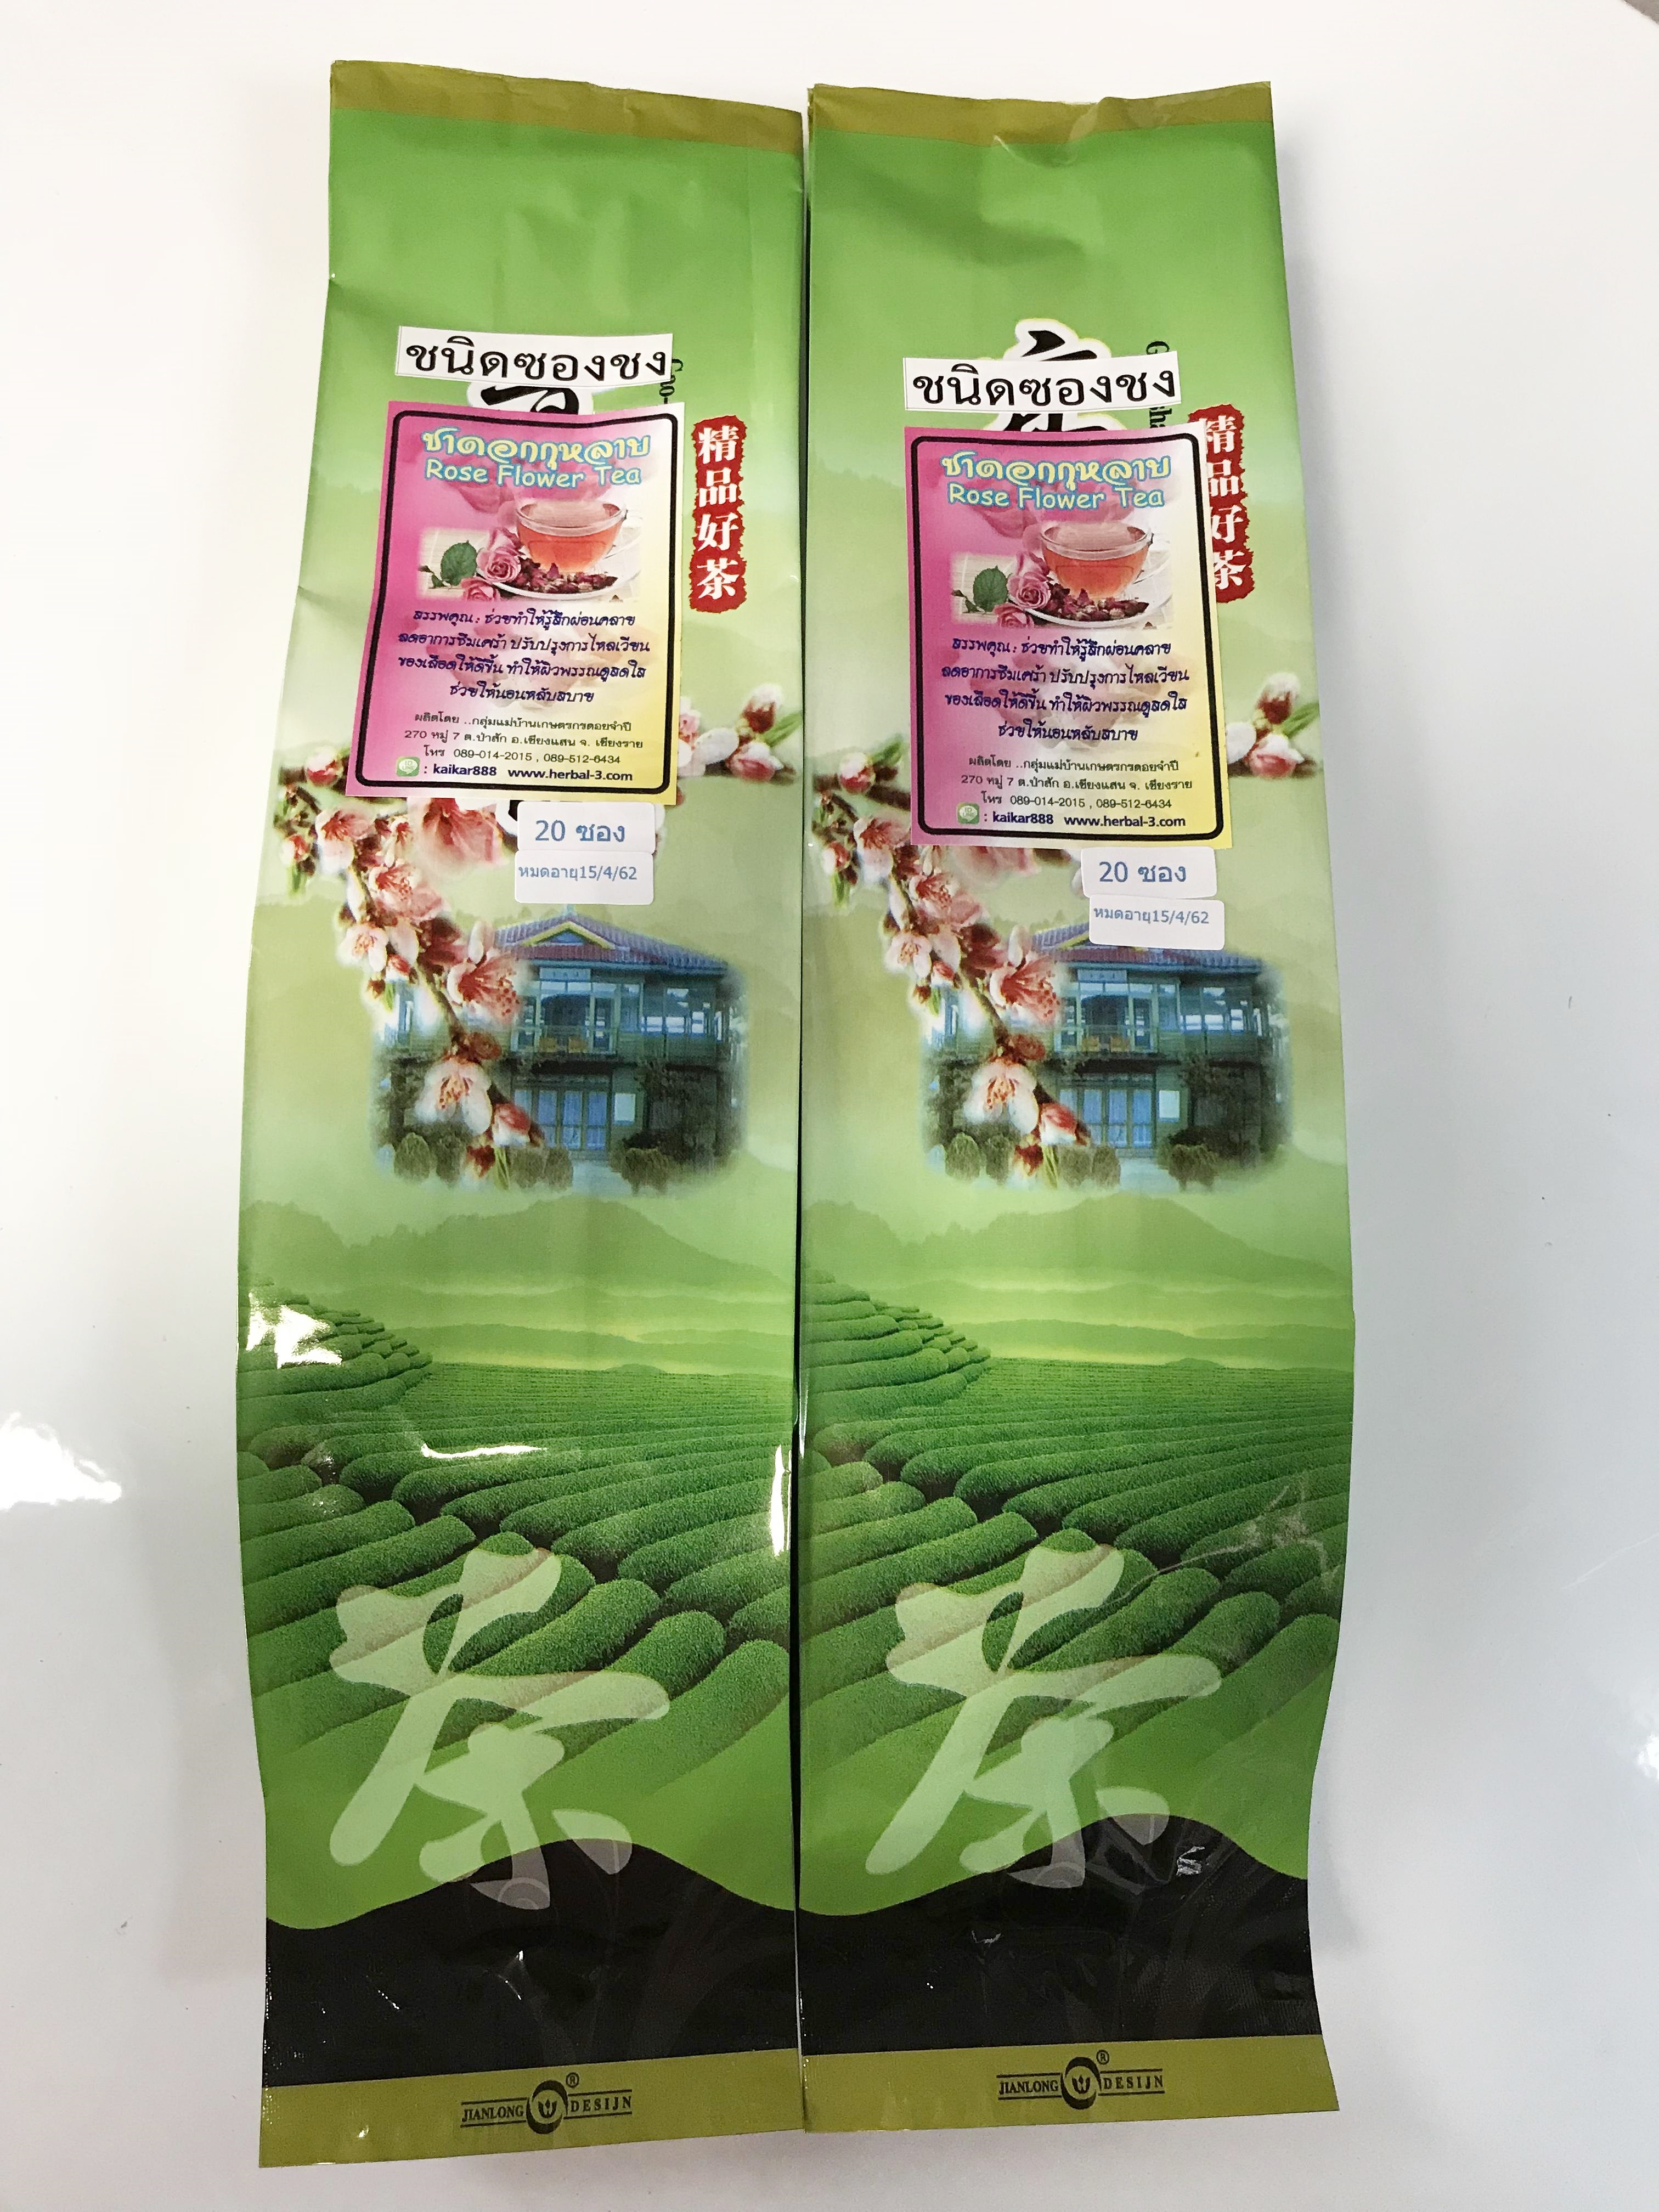 ชนิดซองชง
精品好茶
ชาดอกกุหลาบ
Rose Flower Tea
สรรพคุณ: ช่วยทำให้รู้สึกผ่อนคลาย
ลดอาการซึมเศร้า ปรับปรุงการไหลเวียน
ของเลือดให้ดีขึ้น ทำให้ผิวพรรณดูสดใส
ช่วยให้นอนหลับสบาย
ผลิตโดย ..กลุ่มแม่บ้านเกษตรกรดอยจำปี
270 หมู่ 7 ต.ป่าสัก อ.เชียงแสน จ. เชียงราย
โทร 089-014-2015 , 089-512-6434
: kaikar888 www.herbal-3.com
20 ซอง
หมดอายุ15/4/62
茶
JIANLONG DESIJN ®
ชนิดซองชง
精品好茶
ชาดอกกุหลาบ
Rose Flower Tea
สรรพคุณ: ช่วยทำให้รู้สึกผ่อนคลาย
ลดอาการซึมเศร้า ปรับปรุงการไหลเวียน
ของเลือดให้ดีขึ้น ทำให้ผิวพรรณดูสดใส
ช่วยให้นอนหลับสบาย
ผลิตโดย ..กลุ่มแม่บ้านเกษตรกรดอยจำปี
270 หมู่ 7 ต.ป่าสัก อ.เชียงแสน จ. เชียงราย
โทร 089-014-2015 , 089-512-6434
: kaikar888 www.herbal-3.com
20 ซอง
หมดอายุ15/4/62
茶
JIANLONG DESIJN ®